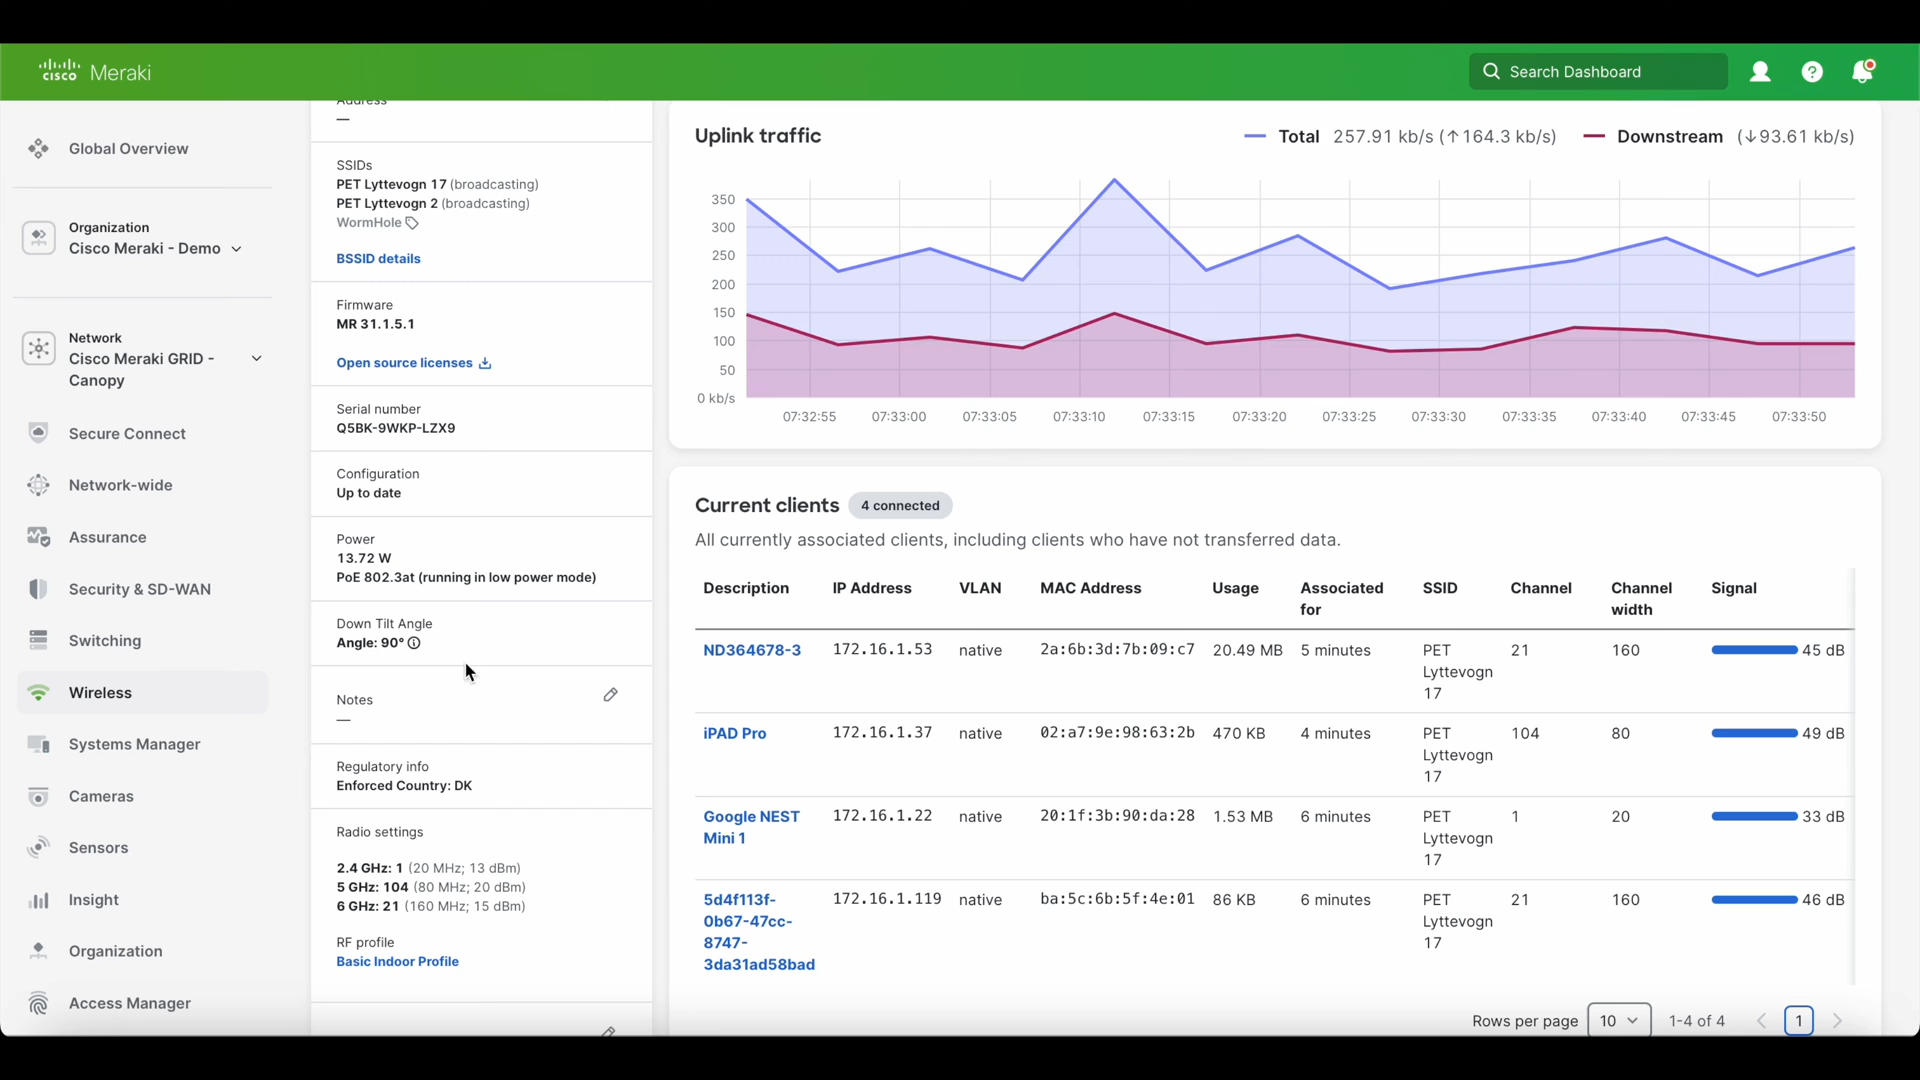 cisco Meraki
Search Dashboard
Global Overview
Organization
Cisco Meraki - Demo
Network
Cisco Meraki GRID -
Canopy
Secure Connect
Network-wide
Assurance
Security & SD-WAN
Switching
Wireless
Systems Manager
Cameras
Sensors
Insight
Organization
Access Manager
Address
—
SSIDs
PET Lyttevogn 17 (broadcasting)
PET Lyttevogn 2 (broadcasting)
WormHole
BSSID details
Firmware
MR 31.1.5.1
Open source licenses
Serial number
Q5BK-9WKP-LZX9
Configuration
Up to date
Power
13.72 W
PoE 802.3at (running in low power mode)
Down Tilt Angle
Angle: 90°
Notes
—
Regulatory info
Enforced Country: DK
Radio settings
2.4 GHz: 1 (20 MHz; 13 dBm)
5 GHz: 104 (80 MHz; 20 dBm)
6 GHz: 21 (160 MHz; 15 dBm)
RF profile
Basic Indoor Profile
Uplink traffic
Total 257.91 kb/s (↑164.3 kb/s) Downstream (↓93.61 kb/s)
350
300
250
200
150
100
50
0 kb/s
07:32:55 07:33:00 07:33:05 07:33:10 07:33:15 07:33:20 07:33:25 07:33:30 07:33:35 07:33:40 07:33:45 07:33:50
Current clients 4 connected
All currently associated clients, including clients who have not transferred data.
Description IP Address VLAN MAC Address Usage Associated SSID Channel Channel Signal
for width
ND364678-3 172.16.1.53 native 2a:6b:3d:7b:09:c7 20.49 MB 5 minutes PET 21 160 45 dB
Lyttevogn
17
iPAD Pro 172.16.1.37 native 02:a7:9e:98:63:2b 470 KB 4 minutes PET 104 80 49 dB
Lyttevogn
17
Google NEST 172.16.1.22 native 20:1f:3b:90:da:28 1.53 MB 6 minutes PET 1 20 33 dB
Mini 1 Lyttevogn
17
5d4f113f- 172.16.1.119 native ba:5c:6b:5f:4e:01 86 KB 6 minutes PET 21 160 46 dB
0b67-47cc- Lyttevogn
8747- 17
3da31ad58bad
Rows per page 10 1-4 of 4 1